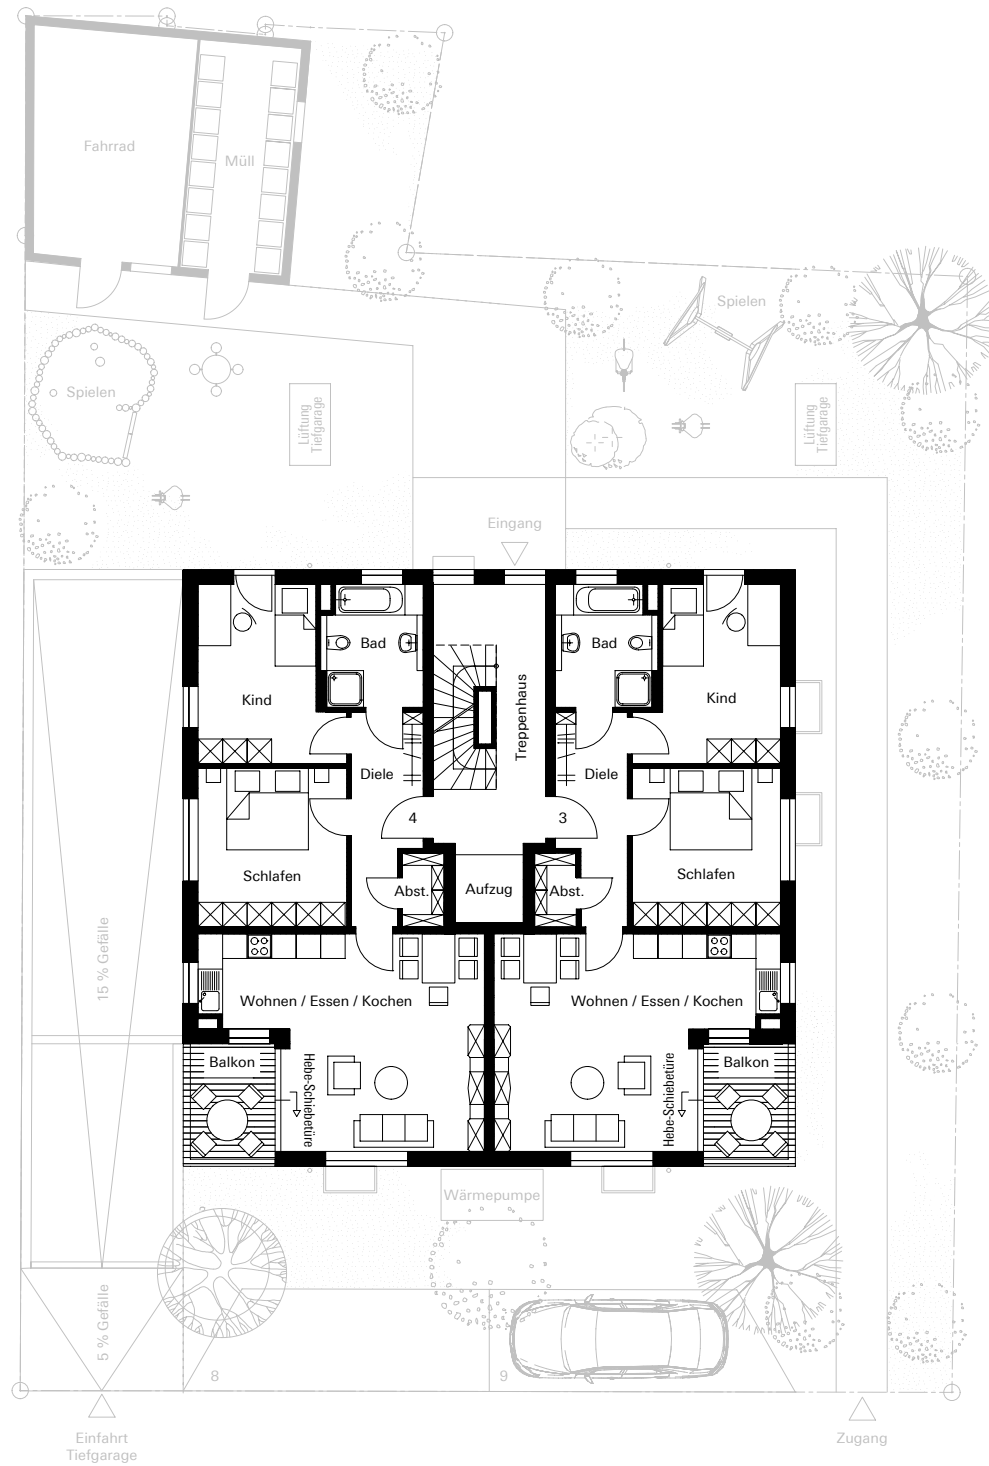 Fahrrad
Müll
Spielen
Spielen
Lüftung
Tiefgarage
Lüftung
Tiefgarage
Eingang
Bad
Bad
Kind
Treppenhaus
Kind
Diele
Diele
4
3
Schlafen
Abst.
Aufzug
Abst.
Schlafen
15 % Gefälle
Wohnen / Essen / Kochen
Wohnen / Essen / Kochen
Balkon
Hebe-Schiebetüre
Hebe-Schiebetüre
Balkon
Wärmepumpe
5 % Gefälle
8
9
Einfahrt
Tiefgarage
Zugang